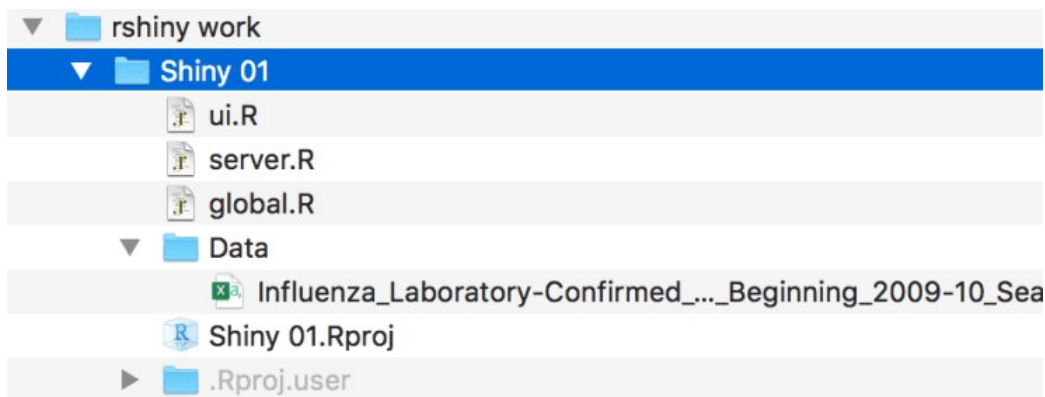 rshiny work
Shiny 01
ui.R
server.R
global.R
Data
Influenza_Laboratory-Confirmed_..._Beginning_2009-10_Sea
Shiny 01.Rproj
.Rproj.user